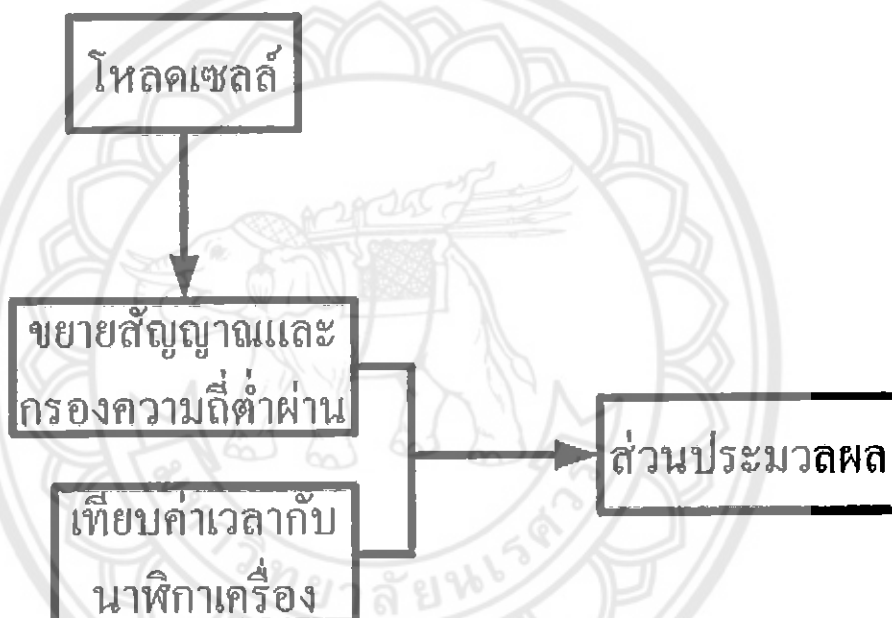 โหลดเซลล์
ขยายสัญญาณและ
กรองความถี่ต่ำผ่าน
ส่วนประมวลผล
เทียบค่าเวลากับ
นาฬิกาเครื่อง